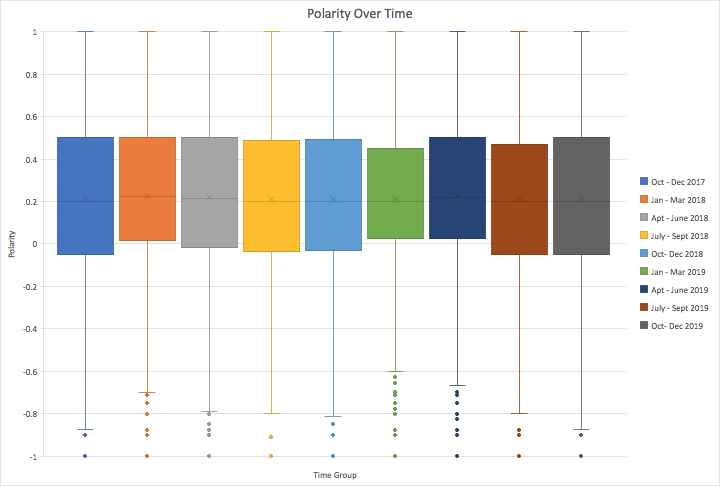 Polarity Over Time
1
0.8
0.6
0.4
0.2
0
-0.2
-0.4
-0.6
-0.8
-1
Polarity
Time Group
Oct - Dec 2017
Jan - Mar 2018
Apt - June 2018
July - Sept 2018
Oct- Dec 2018
Jan - Mar 2019
Apt - June 2019
July - Sept 2019
Oct- Dec 2019